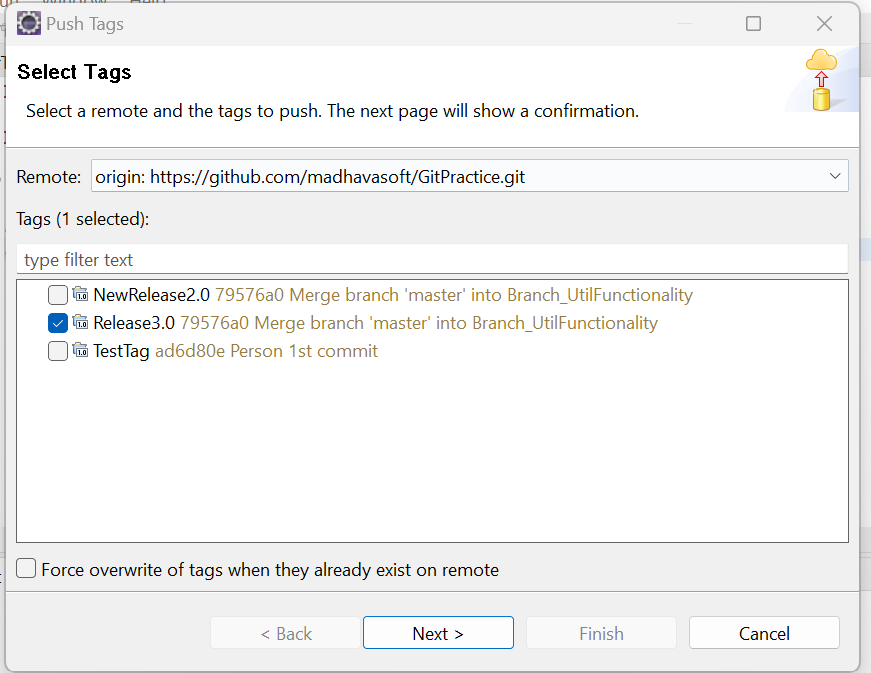 Push Tags
Select Tags
Select a remote and the tags to push. The next page will show a confirmation.
Remote: origin: https://github.com/madhavasoft/GitPractice.git
Tags (1 selected):
type filter text
NewRelease2.0 79576a0 Merge branch 'master' into Branch_UtilFunctionality
Release3.0 79576a0 Merge branch 'master' into Branch_UtilFunctionality
TestTag ad6d80e Person 1st commit
Force overwrite of tags when they already exist on remote
< Back Next > Finish Cancel